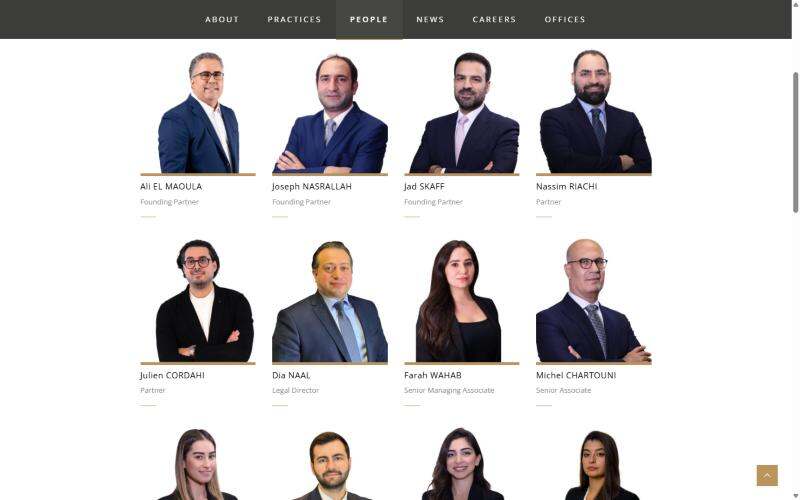 ABOUT PRACTICES PEOPLE NEWS CAREERS OFFICES
Ali EL MAOULA Joseph NASRALLAH Jad SKAFF Nassim RIACHI
Founding Partner Founding Partner Founding Partner Partner
Julien CORDAHI Dia NAAL Farah WAHAB Michel CHARTOUNI
Partner Legal Director Senior Managing Associate Senior Associate